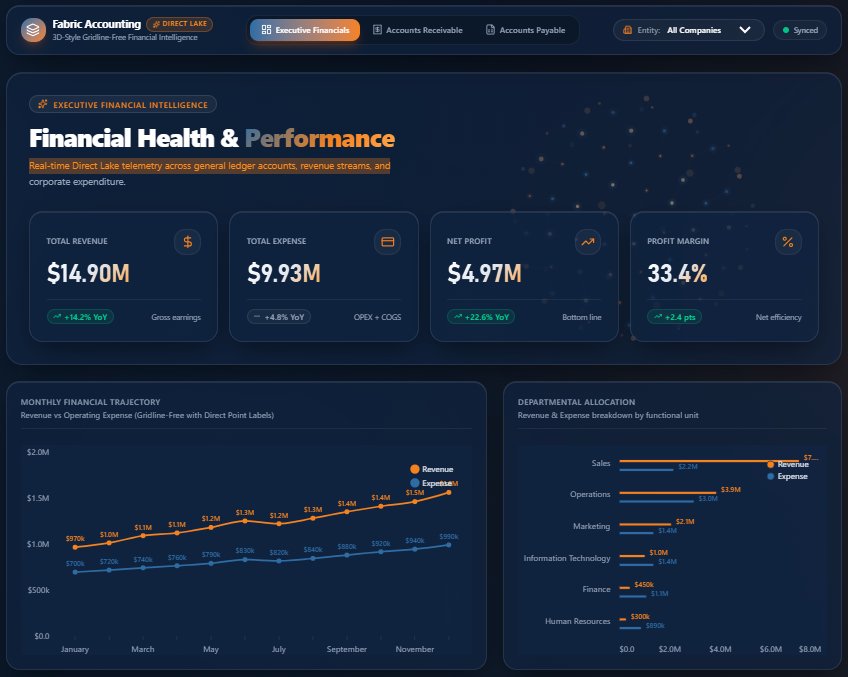 Fabric Accounting DIRECT LAKE
3D-Style Gridline-Free Financial Intelligence
Executive Financials
Accounts Receivable
Accounts Payable
Entity: All Companies
Synced
EXECUTIVE FINANCIAL INTELLIGENCE
Financial Health & Performance
Real-time Direct Lake telemetry across general ledger accounts, revenue streams, and
corporate expenditure.
TOTAL REVENUE
$14.90M
+14.2% YoY Gross earnings
TOTAL EXPENSE
$9.93M
+4.8% YoY OPEX + COGS
NET PROFIT
$4.97M
+22.6% YoY Bottom line
PROFIT MARGIN
33.4%
+2.4 pts Net efficiency
MONTHLY FINANCIAL TRAJECTORY
Revenue vs Operating Expense (Gridline-Free with Direct Point Labels)
$2.0M
$1.5M
$1.0M
$500k
$0.0
Revenue
Expense
$970k $1.0M $1.1M $1.1M $1.2M $1.3M $1.2M $1.3M $1.4M $1.4M $1.5M
$700k $720k $740k $760k $790k $830k $820k $840k $880k $920k $940k $990k
January March May July September November
DEPARTMENTAL ALLOCATION
Revenue & Expense breakdown by functional unit
Revenue
Expense
Sales $7... $2.2M
Operations $3.9M $3.0M
Marketing $2.1M $1.4M
Information Technology $1.0M $1.4M
Finance $450k $1.1M
Human Resources $300k $890k
$0.0 $2.0M $4.0M $6.0M $8.0M